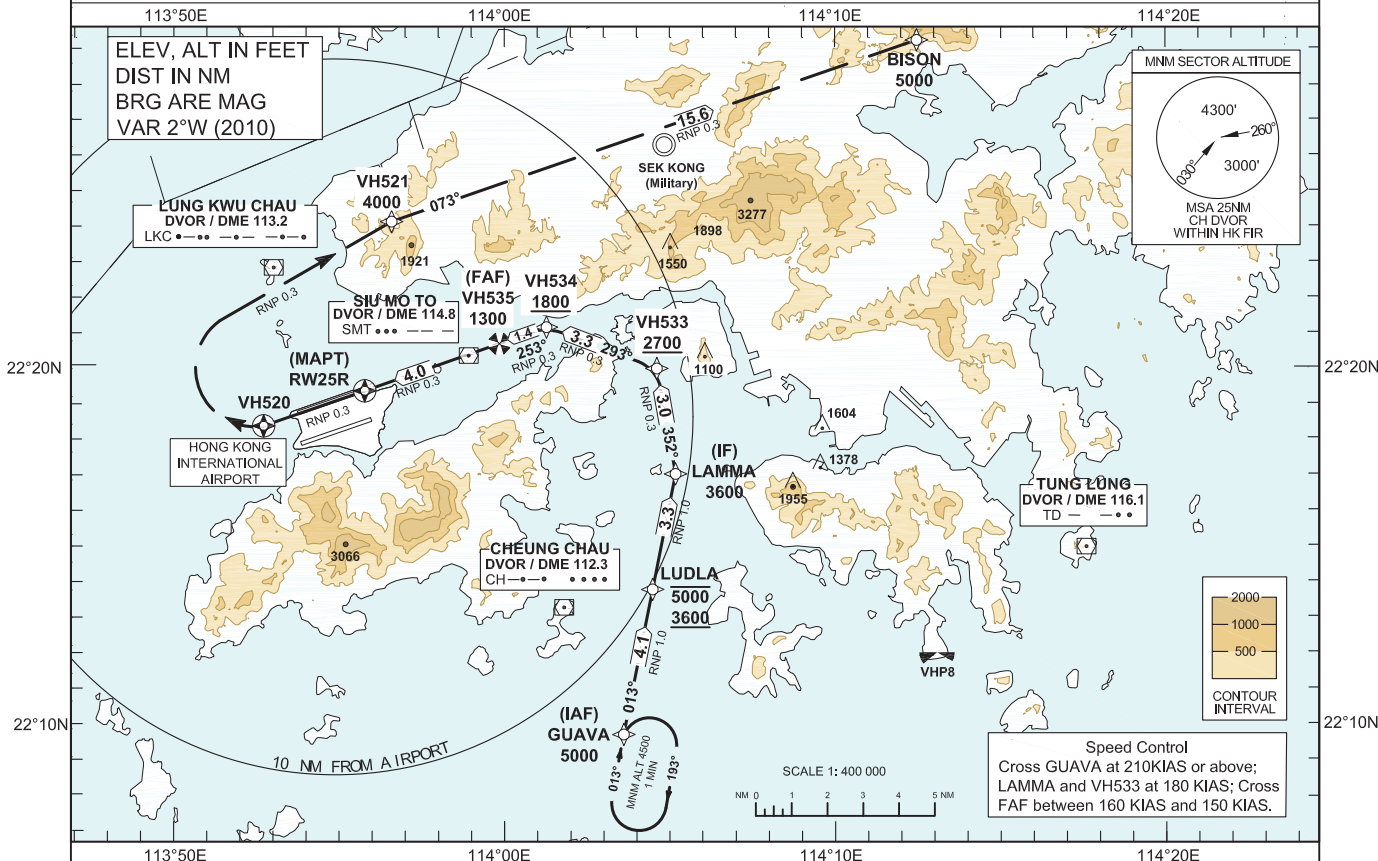 113°50E
114°00E
114°10E
114°20E
ELEV, ALT IN FEET
DIST IN NM
BRG ARE MAG
VAR 2°W (2010)
BISON
5000
MNM SECTOR ALTITUDE
4300'
260°
030°
3000'
MSA 25NM
CH DVOR
WITHIN HK FIR
15.6
RNP 0.3
SEK KONG
(Military)
VH521
4000
073°
LUNG KWU CHAU
DVOR / DME 113.2
LKC
3277
1898
1550
1921
RNP 0.3
(FAF)
VH535
1300
VH534
1800
SIU MO TO
DVOR / DME 114.8
SMT
VH533
2700
1.4
253°
RNP 0.3
3.3
293°
RNP 0.3
1100
22°20N
22°20N
(MAPT)
RW25R
4.0
RNP 0.3
VH520
RNP 0.3
3.0
352°
RNP 0.3
1604
1378
HONG KONG
INTERNATIONAL
AIRPORT
(IF)
LAMMA
3600
1955
TUNG LUNG
DVOR / DME 116.1
TD
3.3
RNP 1.0
3066
CHEUNG CHAU
DVOR / DME 112.3
CH
LUDLA
5000
3600
2000
1000
500
CONTOUR
INTERVAL
4.1
RNP 1.0
013°
VHP8
22°10N
22°10N
(IAF)
GUAVA
5000
10 NM FROM AIRPORT
013°
MNM ALT 4500
1 MIN
193°
SCALE 1: 400 000
NM 0 1 2 3 4 5 NM
Speed Control
Cross GUAVA at 210KIAS or above;
LAMMA and VH533 at 180 KIAS; Cross
FAF between 160 KIAS and 150 KIAS.
113°50E
114°00E
114°10E
114°20E